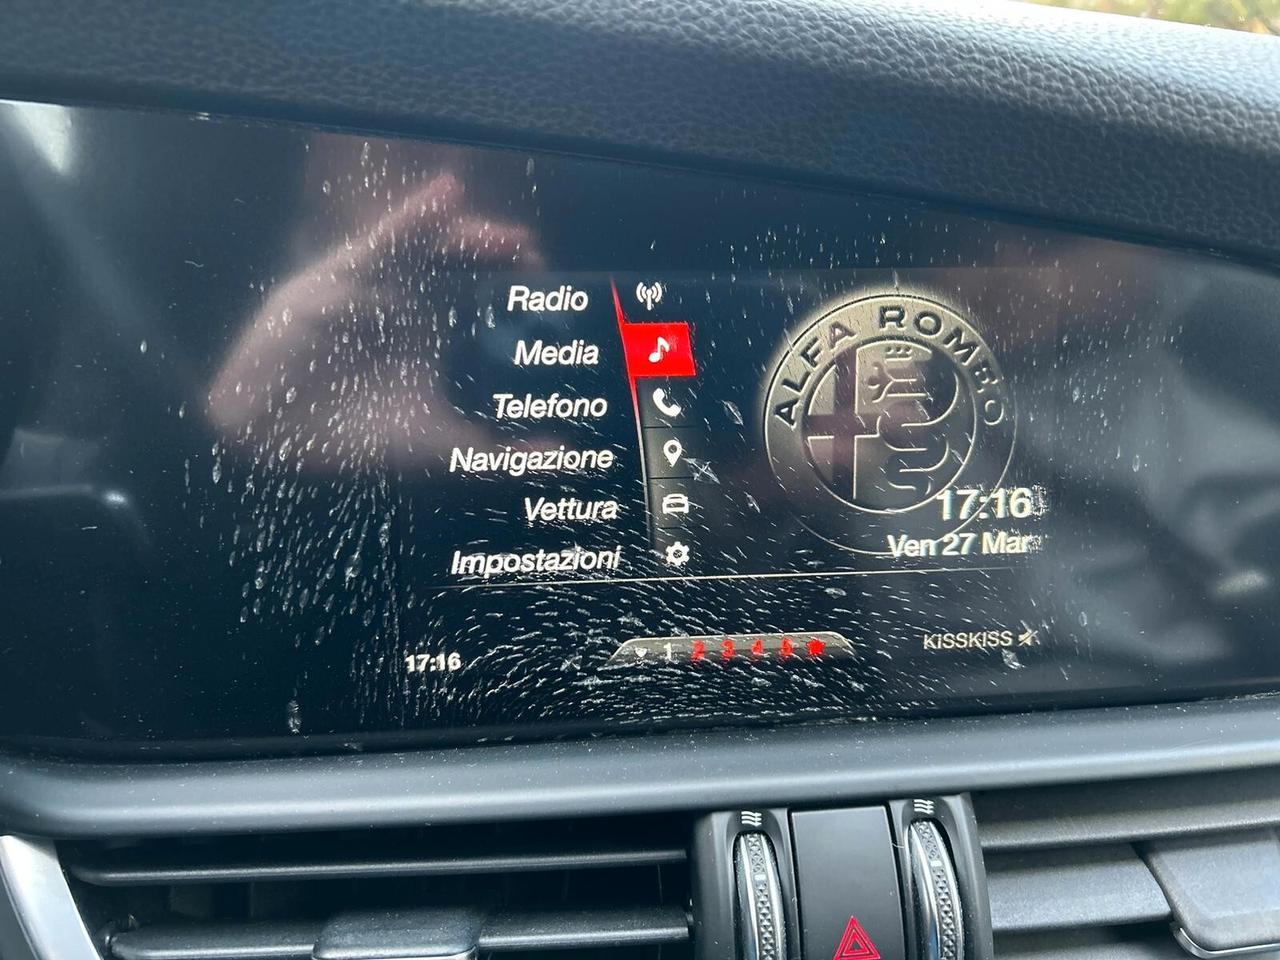 Radio
Media
Telefono
Navigazione
Vettura
Impostazioni
ALFA ROMEO
17:16
Ven 27 Mar
17:16
1 2 3 4 5
KISSKISS